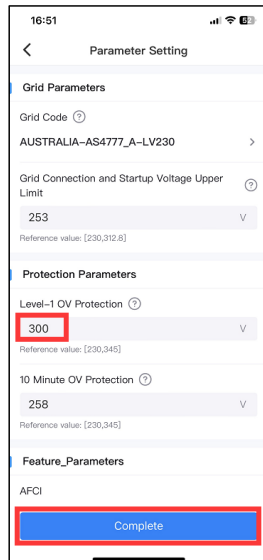 16:51
Parameter Setting
Grid Parameters
Grid Code ?
AUSTRALIA-AS4777_A-LV230
Grid Connection and Startup Voltage Upper
Limit ?
253 V
Reference value: [230,312.8]
Protection Parameters
Level-1 OV Protection ?
300 V
Reference value: [230,345]
10 Minute OV Protection ?
258 V
Reference value: [230,345]
Feature_Parameters
AFCI
Complete